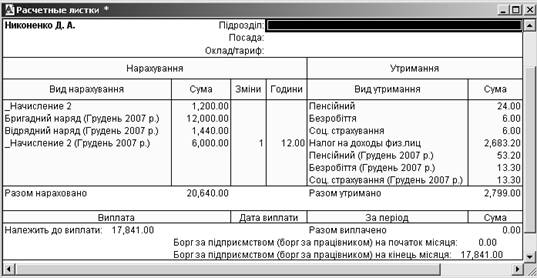 Расчетные листки *
Никоненко Д. А. Підрозділ:
Посада:
Оклад/тариф:
Нарахування Утримання
Вид нарахування Сума Зміни Години Вид утримання Сума
_Начисление 2 1,200.00 Пенсійний 24.00
Бригадний наряд (Грудень 2007 р.) 12,000.00 Безробіття 6.00
Відрядний наряд (Грудень 2007 р.) 1,440.00 Соц. страхування 6.00
_Начисление 2 (Грудень 2007 р.) 6,000.00 1 12.00 Налог на доходы физ.лиц 2,683.20
Пенсійний (Грудень 2007 р.) 53.20
Безробіття (Грудень 2007 р.) 13.30
Соц. страхування (Грудень 2007 р.) 13.30
Разом нараховано 20,640.00 Разом утримано 2,799.00
Виплата Дата виплати За період Сума
Належить до виплати: 17,841.00 Разом виплачено 0.00
Борг за підприємством (борг за працівником) на початок місяця: 0.00
Борг за підприємством (борг за працівником) на кінець місяця: 17,841.00